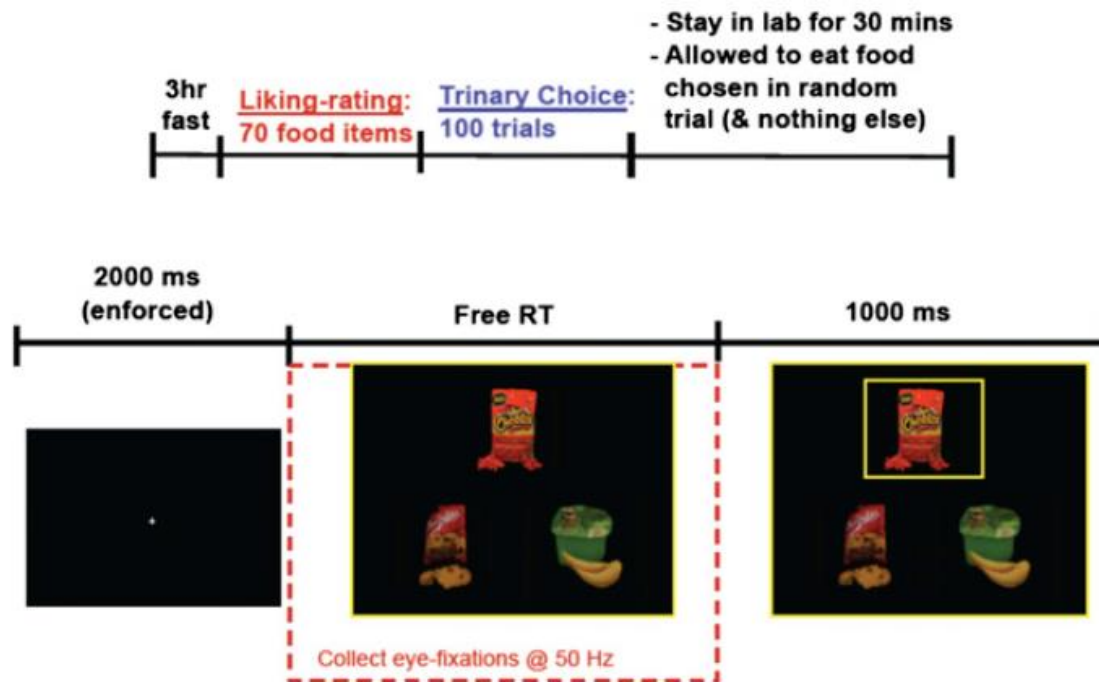 3hr
fast
Liking-rating:
70 food items
Trinary Choice:
100 trials
- Stay in lab for 30 mins
- Allowed to eat food
chosen in random
trial (& nothing else)
2000 ms
(enforced)
Free RT
1000 ms
Cheetos
Cheetos
Collect eye-fixations @ 50 Hz